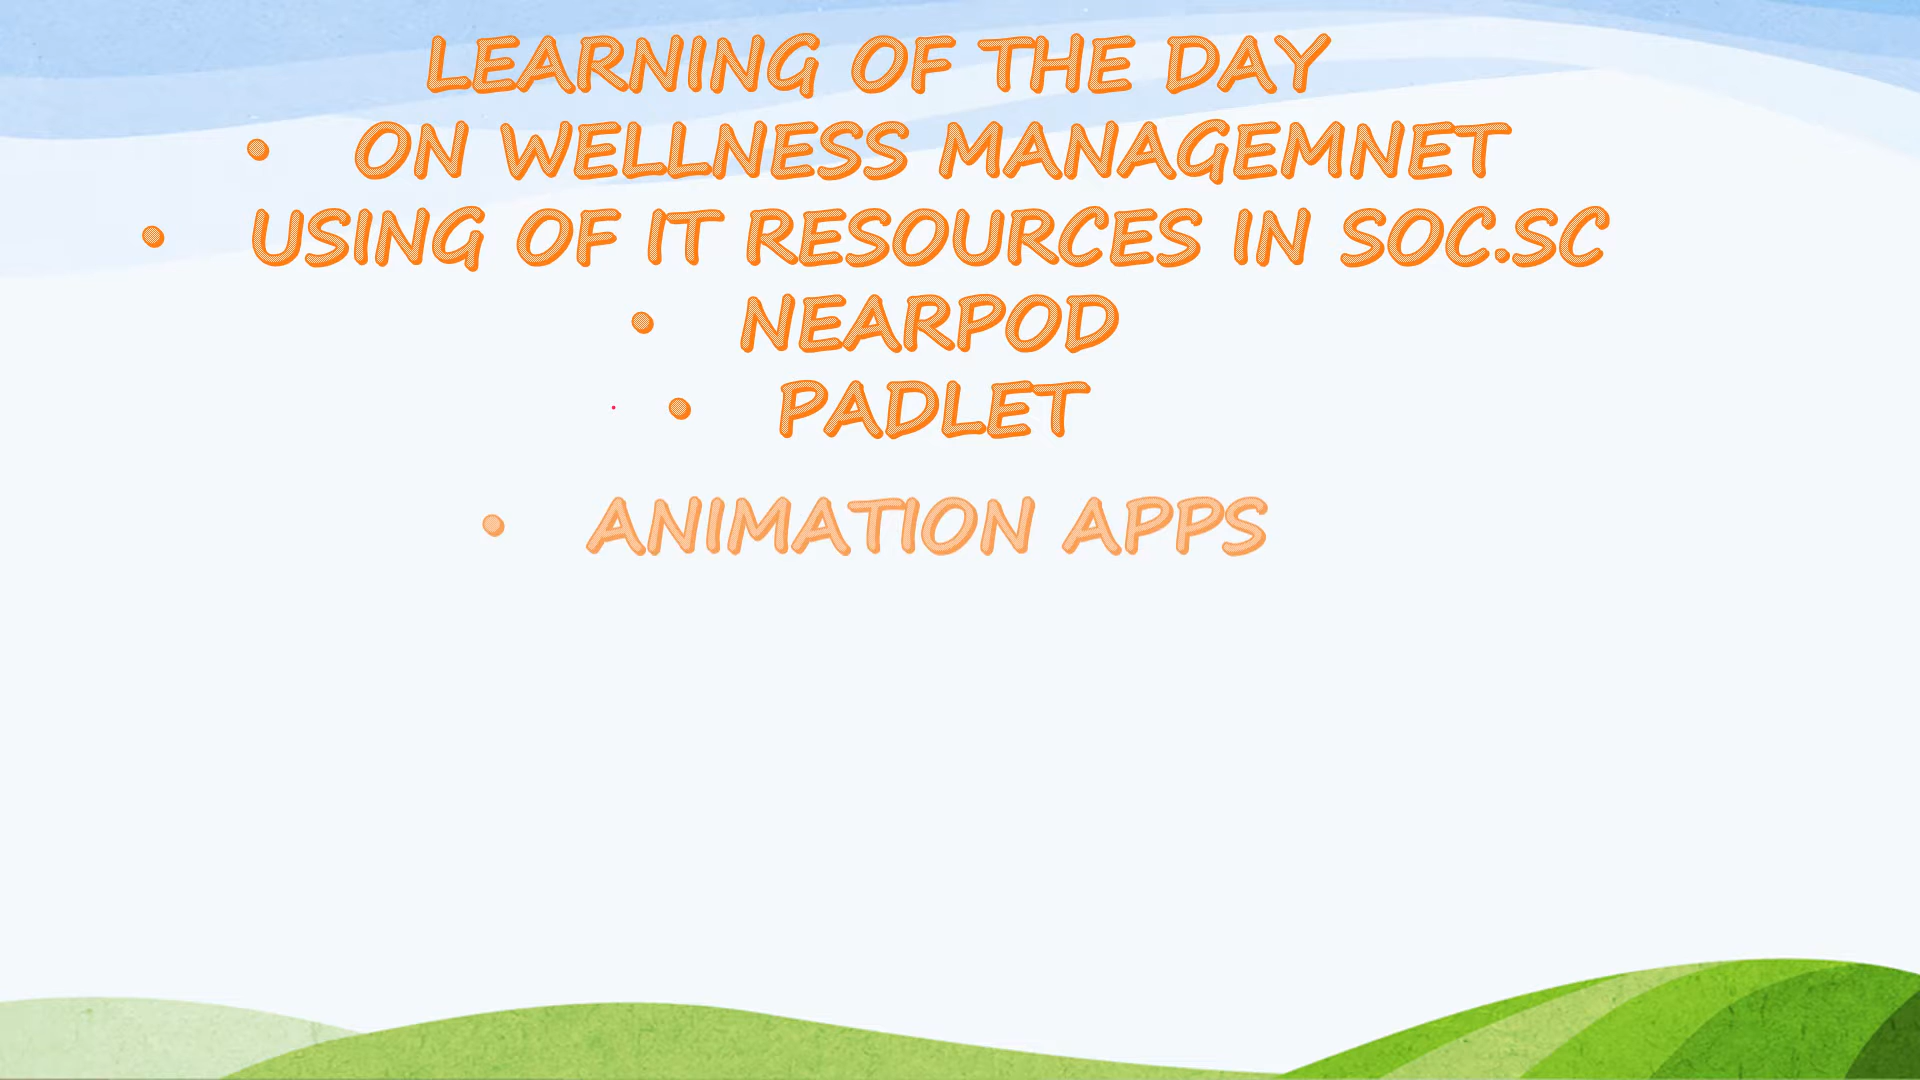 LEARNING OF THE DAY
• ON WELLNESS MANAGEMNET
• USING OF IT RESOURCES IN SOC.SC
• NEARPOD
• PADLET
• ANIMATION APPS